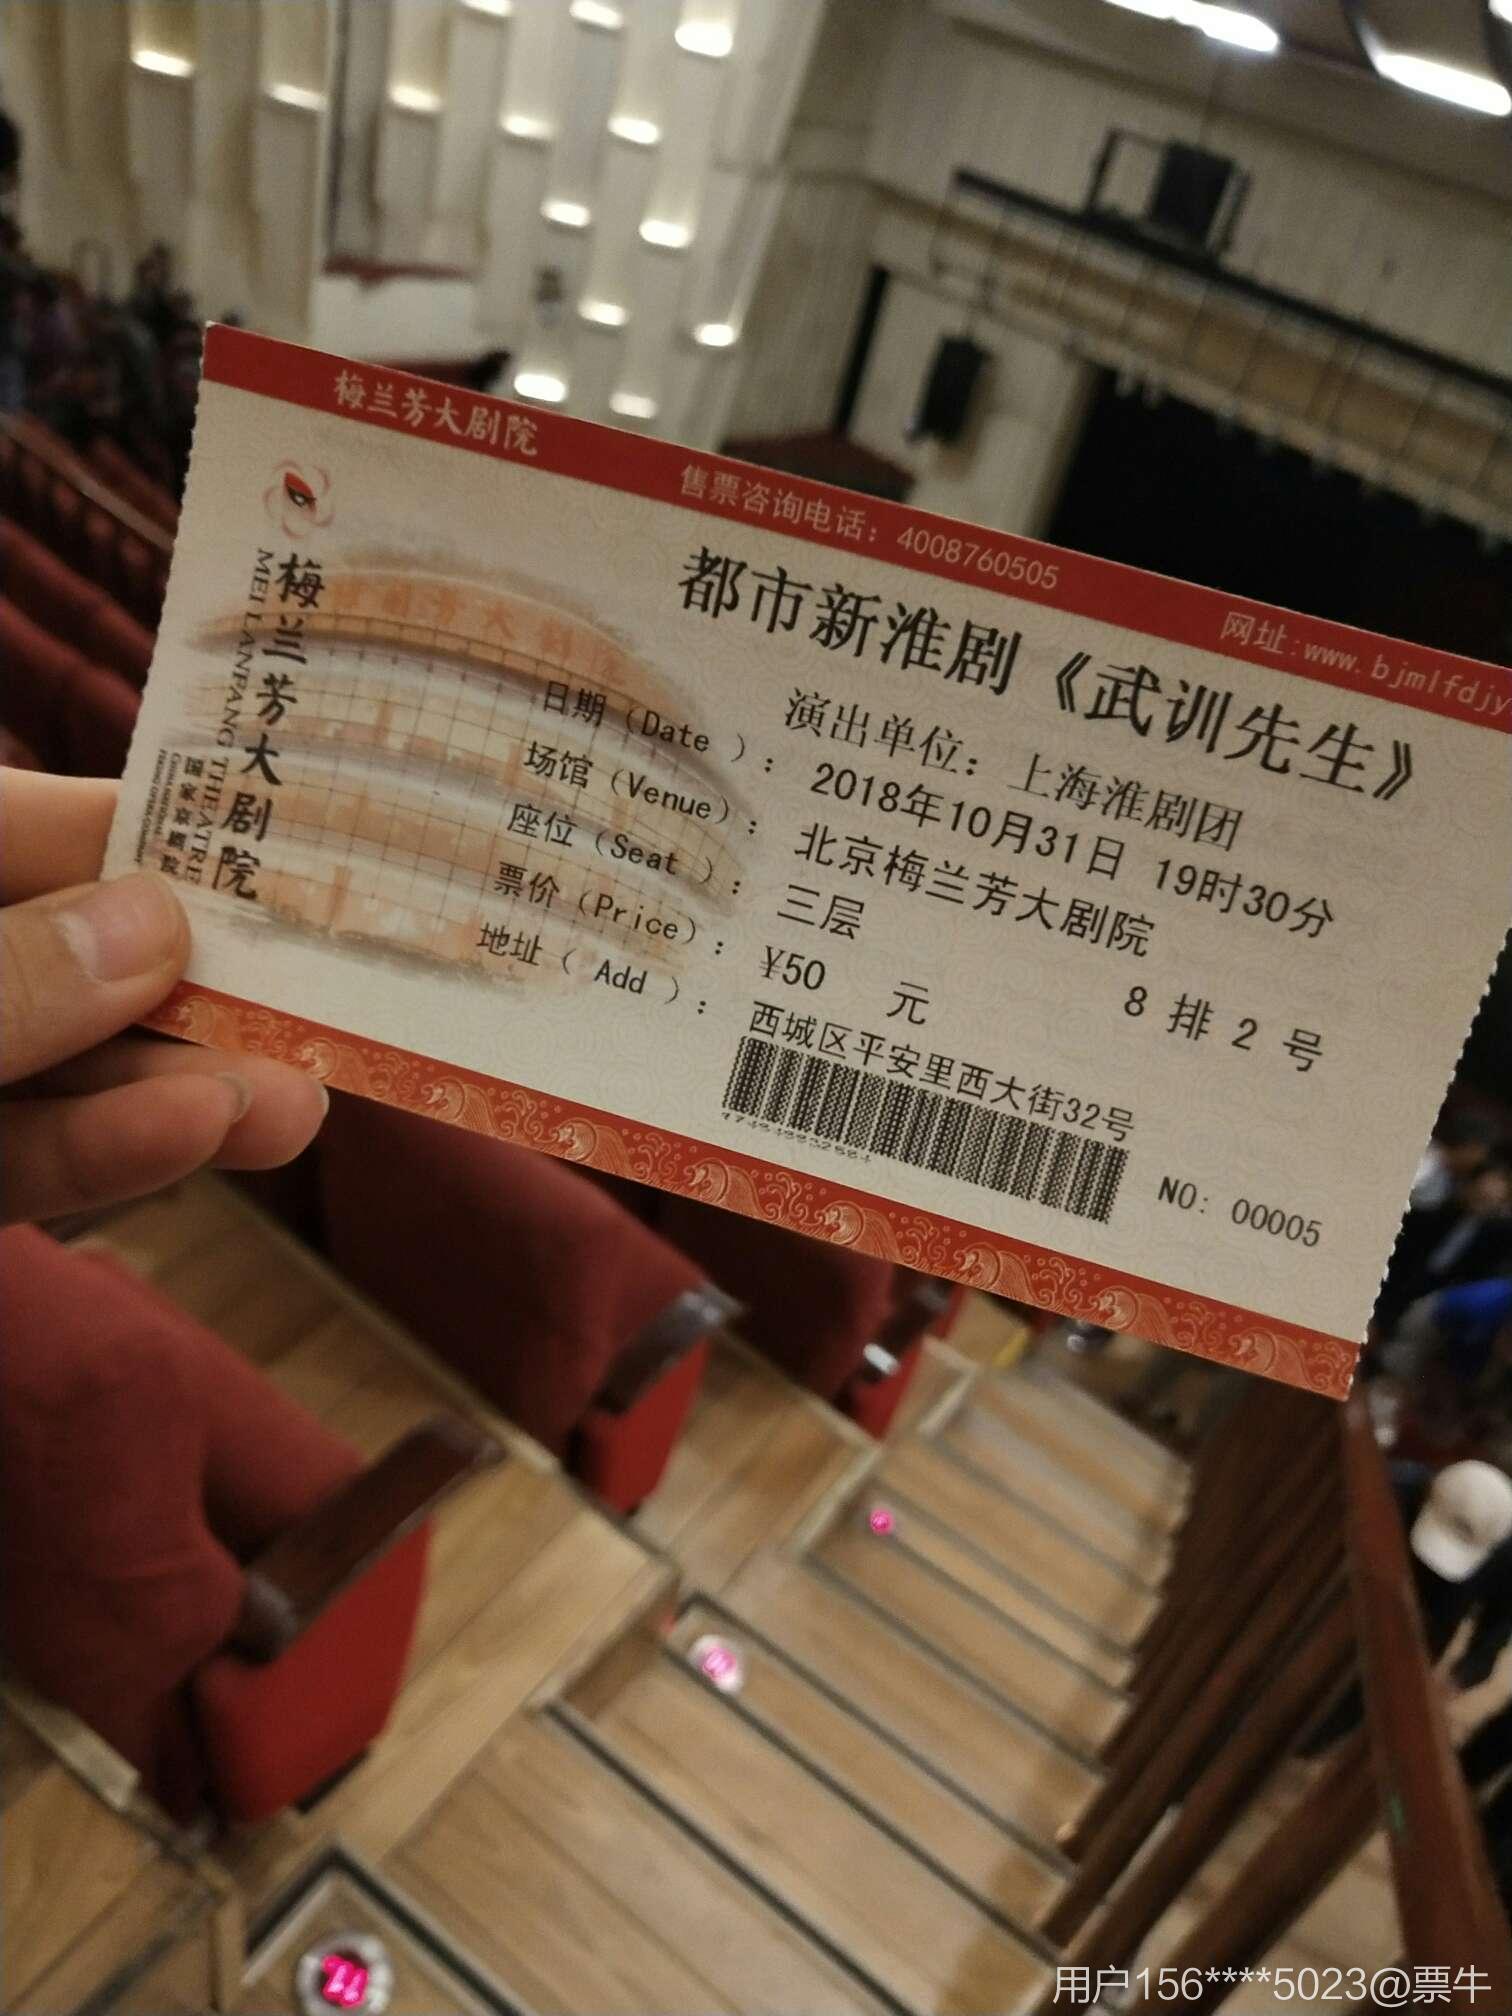 梅兰芳大剧院
售票咨询电话：4008760505
网址:www.bjmlfdjy
梅兰芳大剧院
MEI LANFANG THEATRE
国家京剧院
都市新淮剧《武训先生》
演出单位：上海淮剧团
日期（Date ）：2018年10月31日 19时30分
场馆（Venue）：北京梅兰芳大剧院
座位（Seat ）：三层 8 排 2 号
票价（Price）：¥50 元
地址（ Add ）：西城区平安里西大街32号
NO: 00005
用户156****5023@票牛